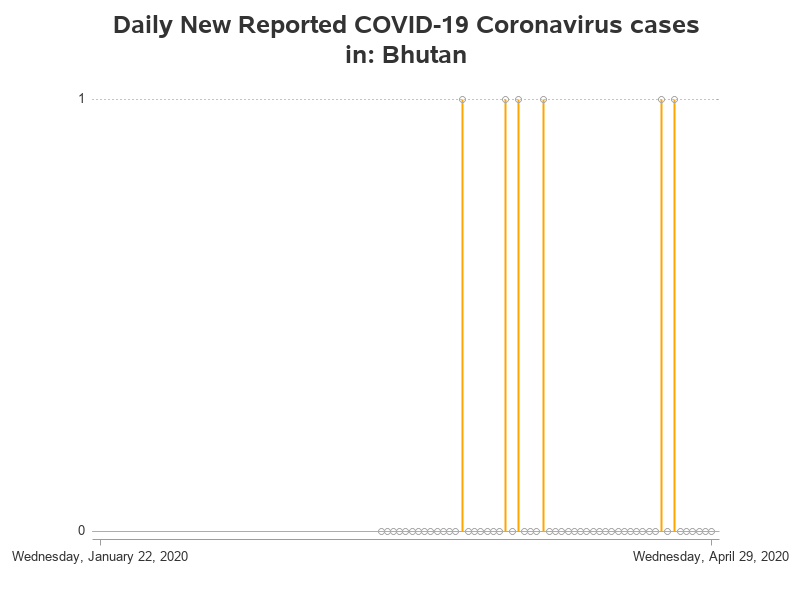 Daily New Reported COVID-19 Coronavirus cases
in: Bhutan
1
0
Wednesday, January 22, 2020
Wednesday, April 29, 2020